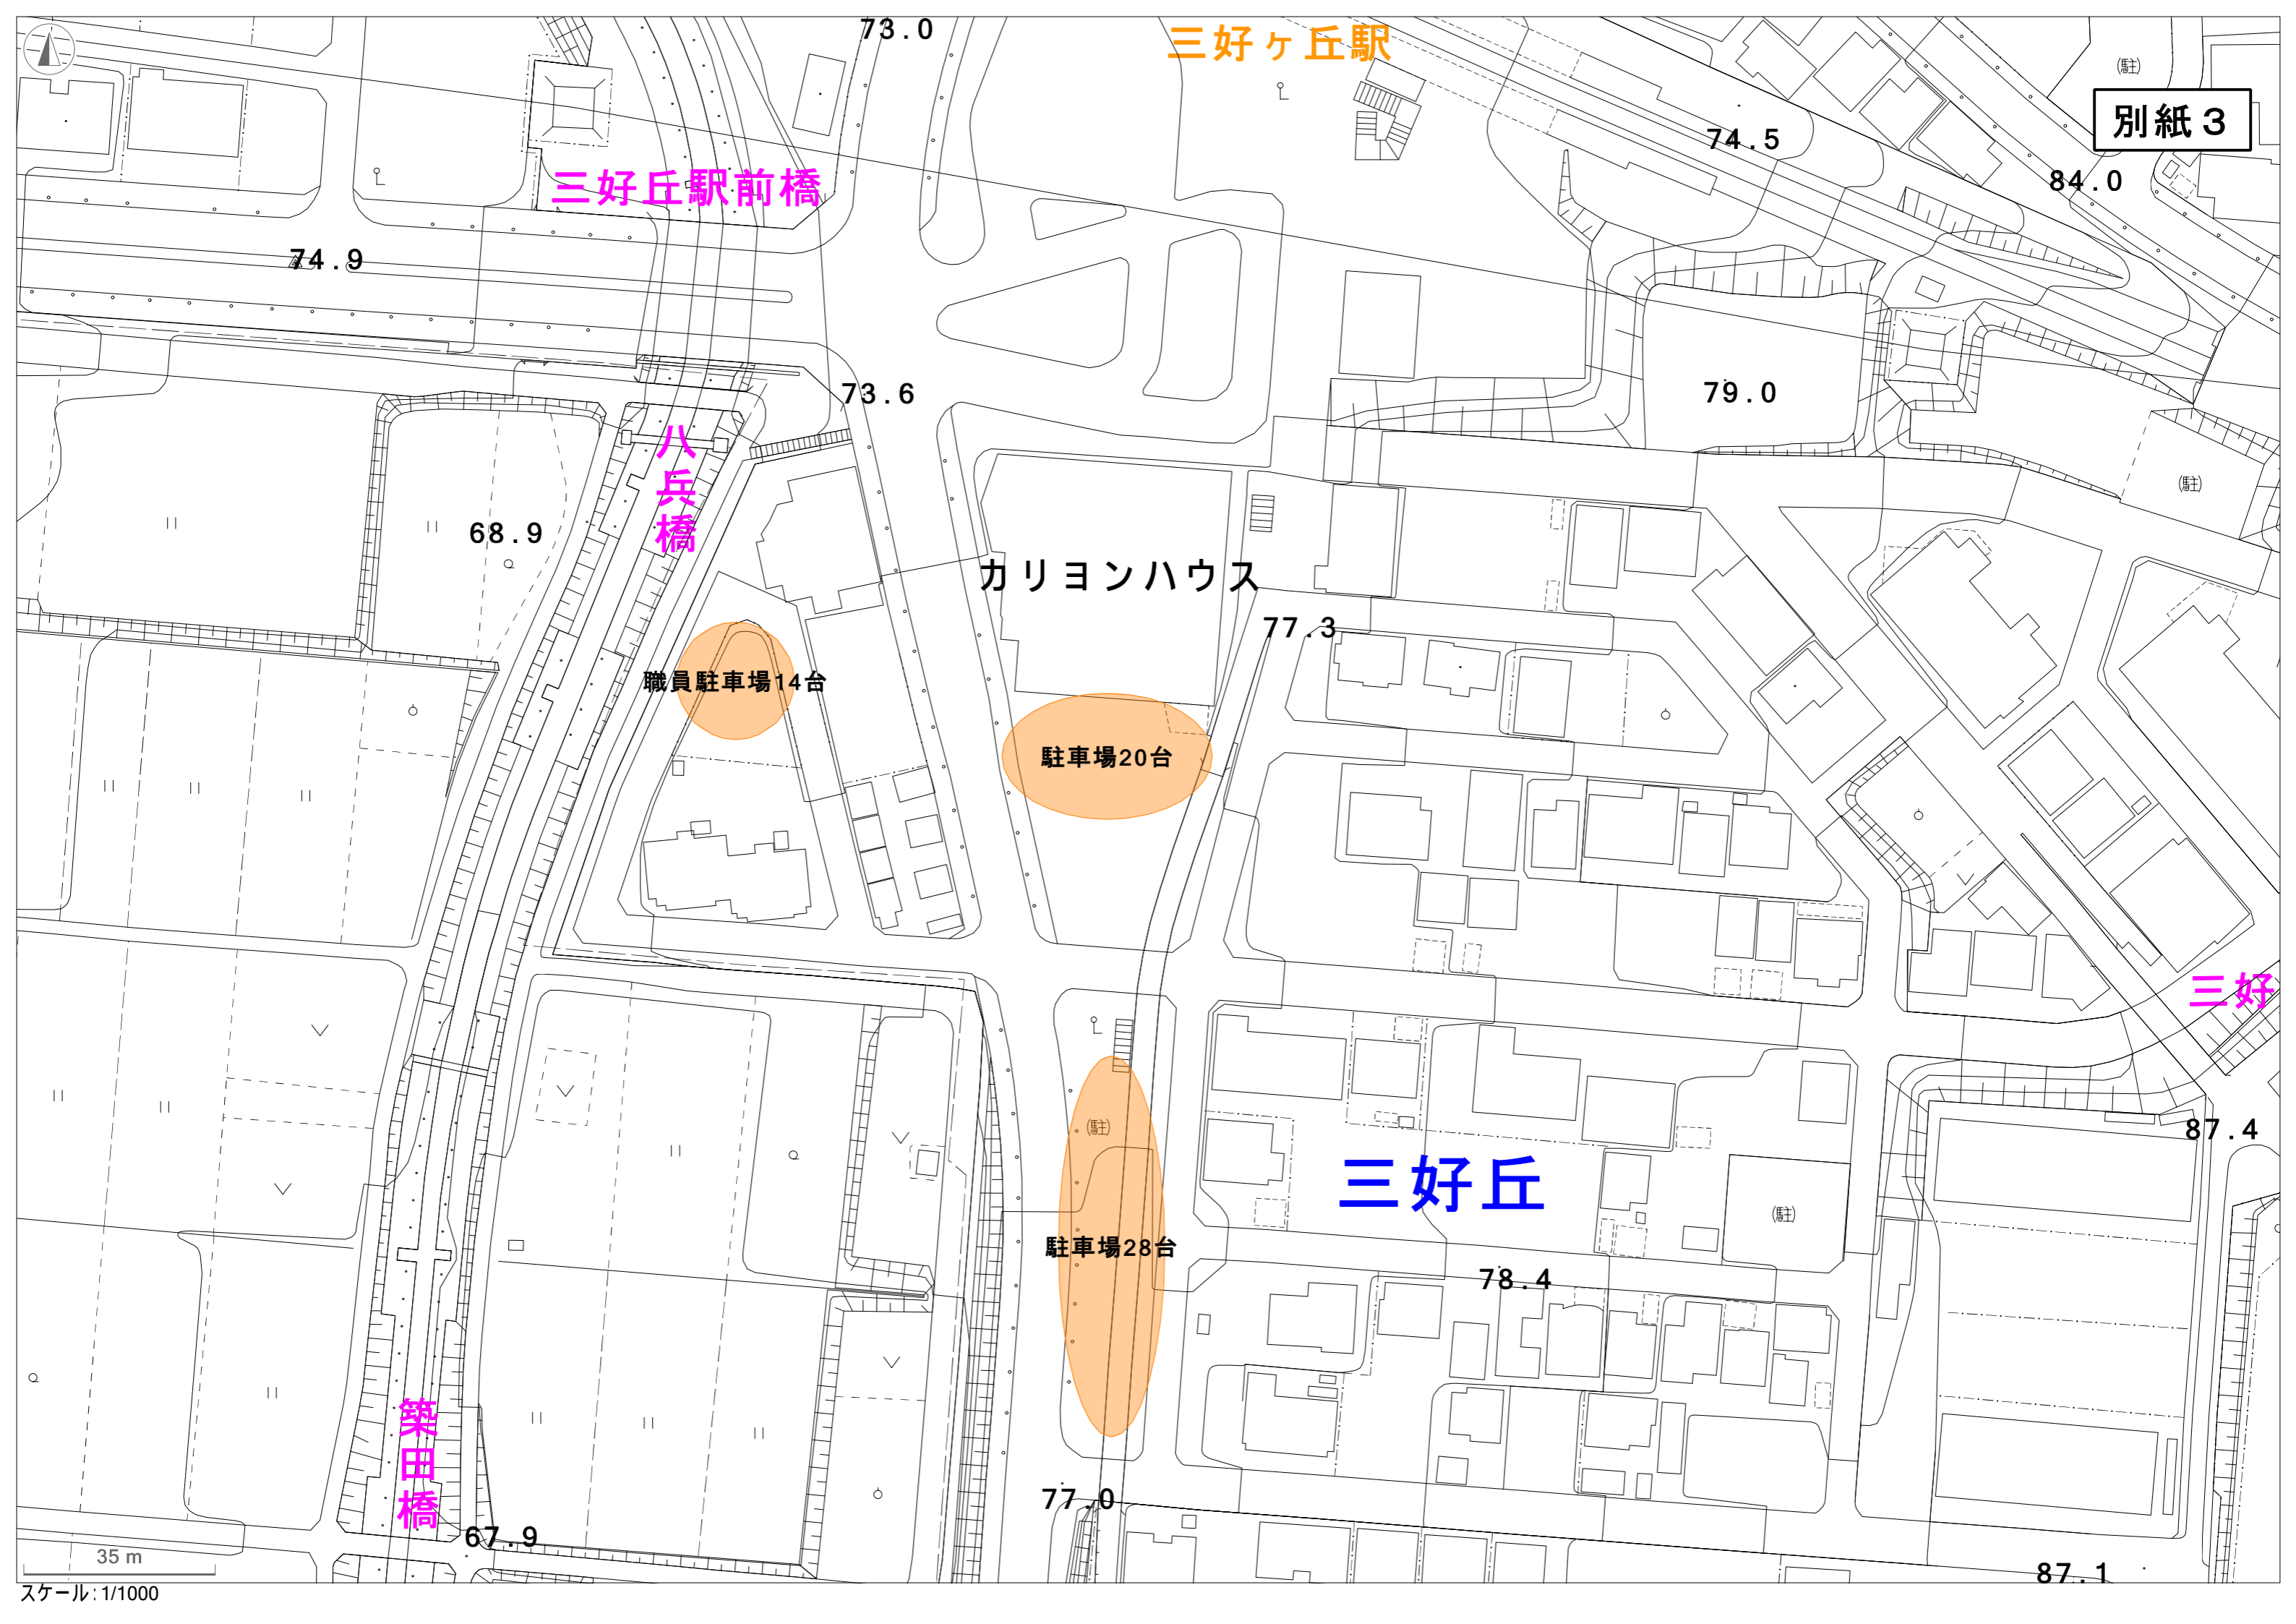 73.0
三好ヶ丘駅
(駐)
別紙３
74.5
84.0
三好丘駅前橋
74.9
73.6
79.0
八兵橋
(駐)
68.9
カリヨンハウス
77.3
職員駐車場14台
駐車場20台
三好
(駐)
87.4
三好丘
(駐)
駐車場28台
78.4
築田橋
77.0
67.9
35 m
87.1
スケール:1/1000